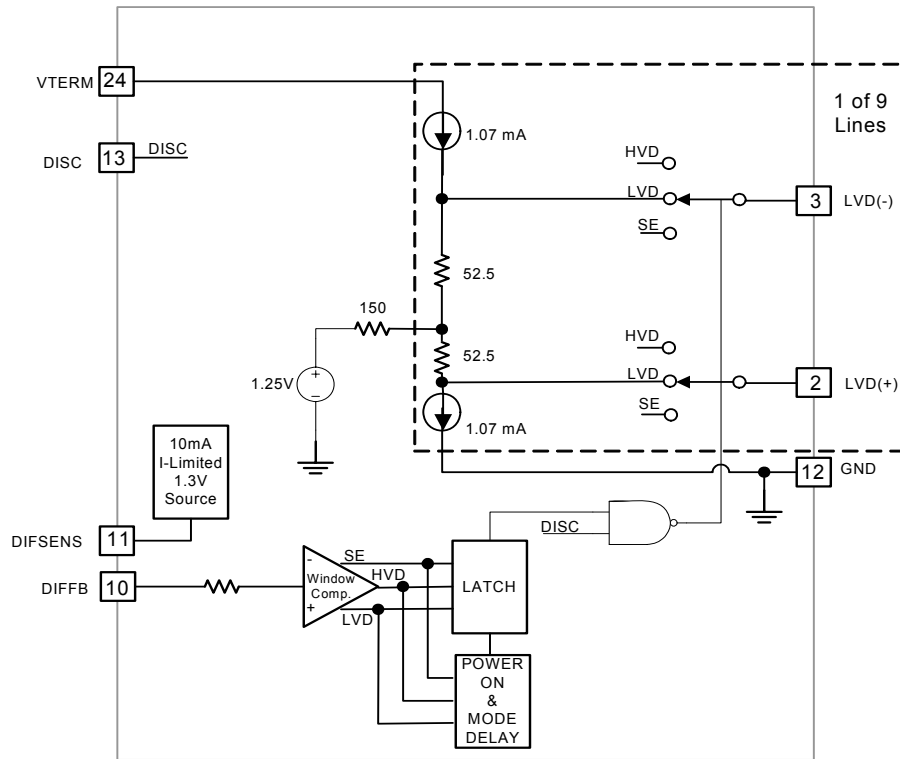 VTERM
24
1 of 9
Lines
1.07 mA
DISC
13
DISC
HVD
LVD
SE
3
LVD(-)
52.5
150
HVD
52.5
LVD
SE
2
LVD(+)
1.25V
+
−
1.07 mA
10mA
I-Limited
1.3V
Source
12
GND
DIFSENS
11
DISC
DIFFB
10
-
Window
Comp.
+
SE
HVD
LVD
LATCH
POWER
ON
&
MODE
DELAY